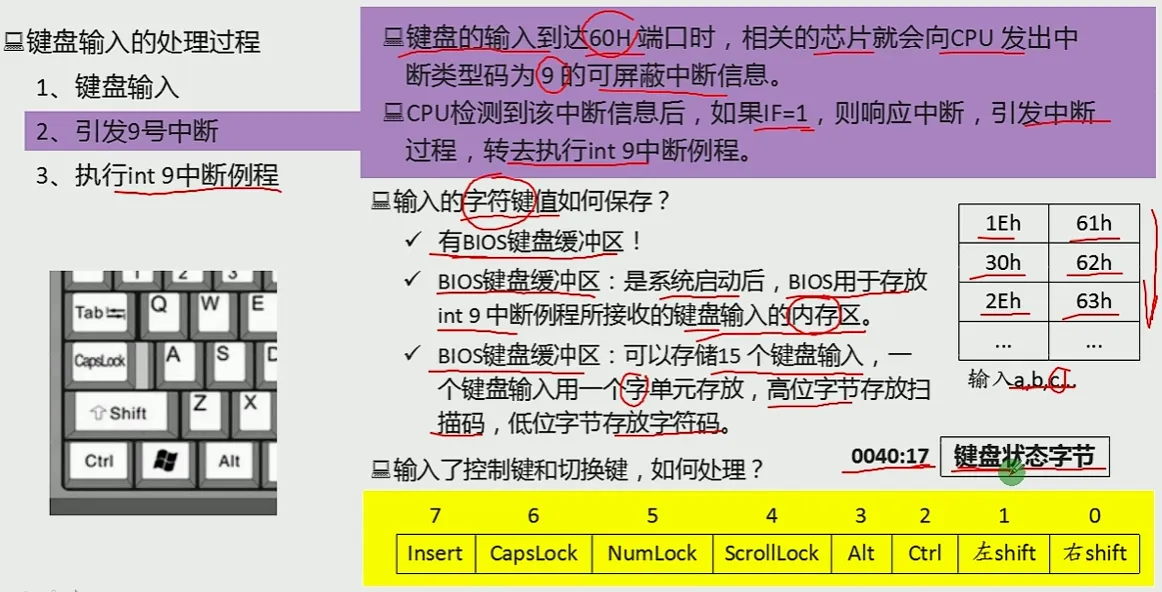 键盘输入的处理过程
1、键盘输入
2、引发9号中断
3、执行int 9中断例程
键盘的输入到达60H 端口时，相关的芯片就会向CPU 发出中
断类型码为 9 的可屏蔽中断信息。
CPU检测到该中断信息后，如果IF=1，则响应中断，引发中断
过程，转去执行int 9中断例程。
输入的字符键值如何保存？
✓ 有BIOS键盘缓冲区！
✓ BIOS键盘缓冲区：是系统启动后，BIOS用于存放
int 9 中断例程所接收的键盘输入的内存区。
✓ BIOS键盘缓冲区：可以存储15 个键盘输入，一
个键盘输入用一个字单元存放，高位字节存放扫
描码，低位字节存放字符码。
1Eh 61h
30h 62h
2Eh 63h
... ...
输入a,b,c...
1 2 3
Tab Q W E
CapsLock A S D
Shift Z X
Ctrl Alt
输入了控制键和切换键，如何处理？
0040:17 键盘状态字节
7 6 5 4 3 2 1 0
Insert CapsLock NumLock ScrollLock Alt Ctrl 左shift 右shift